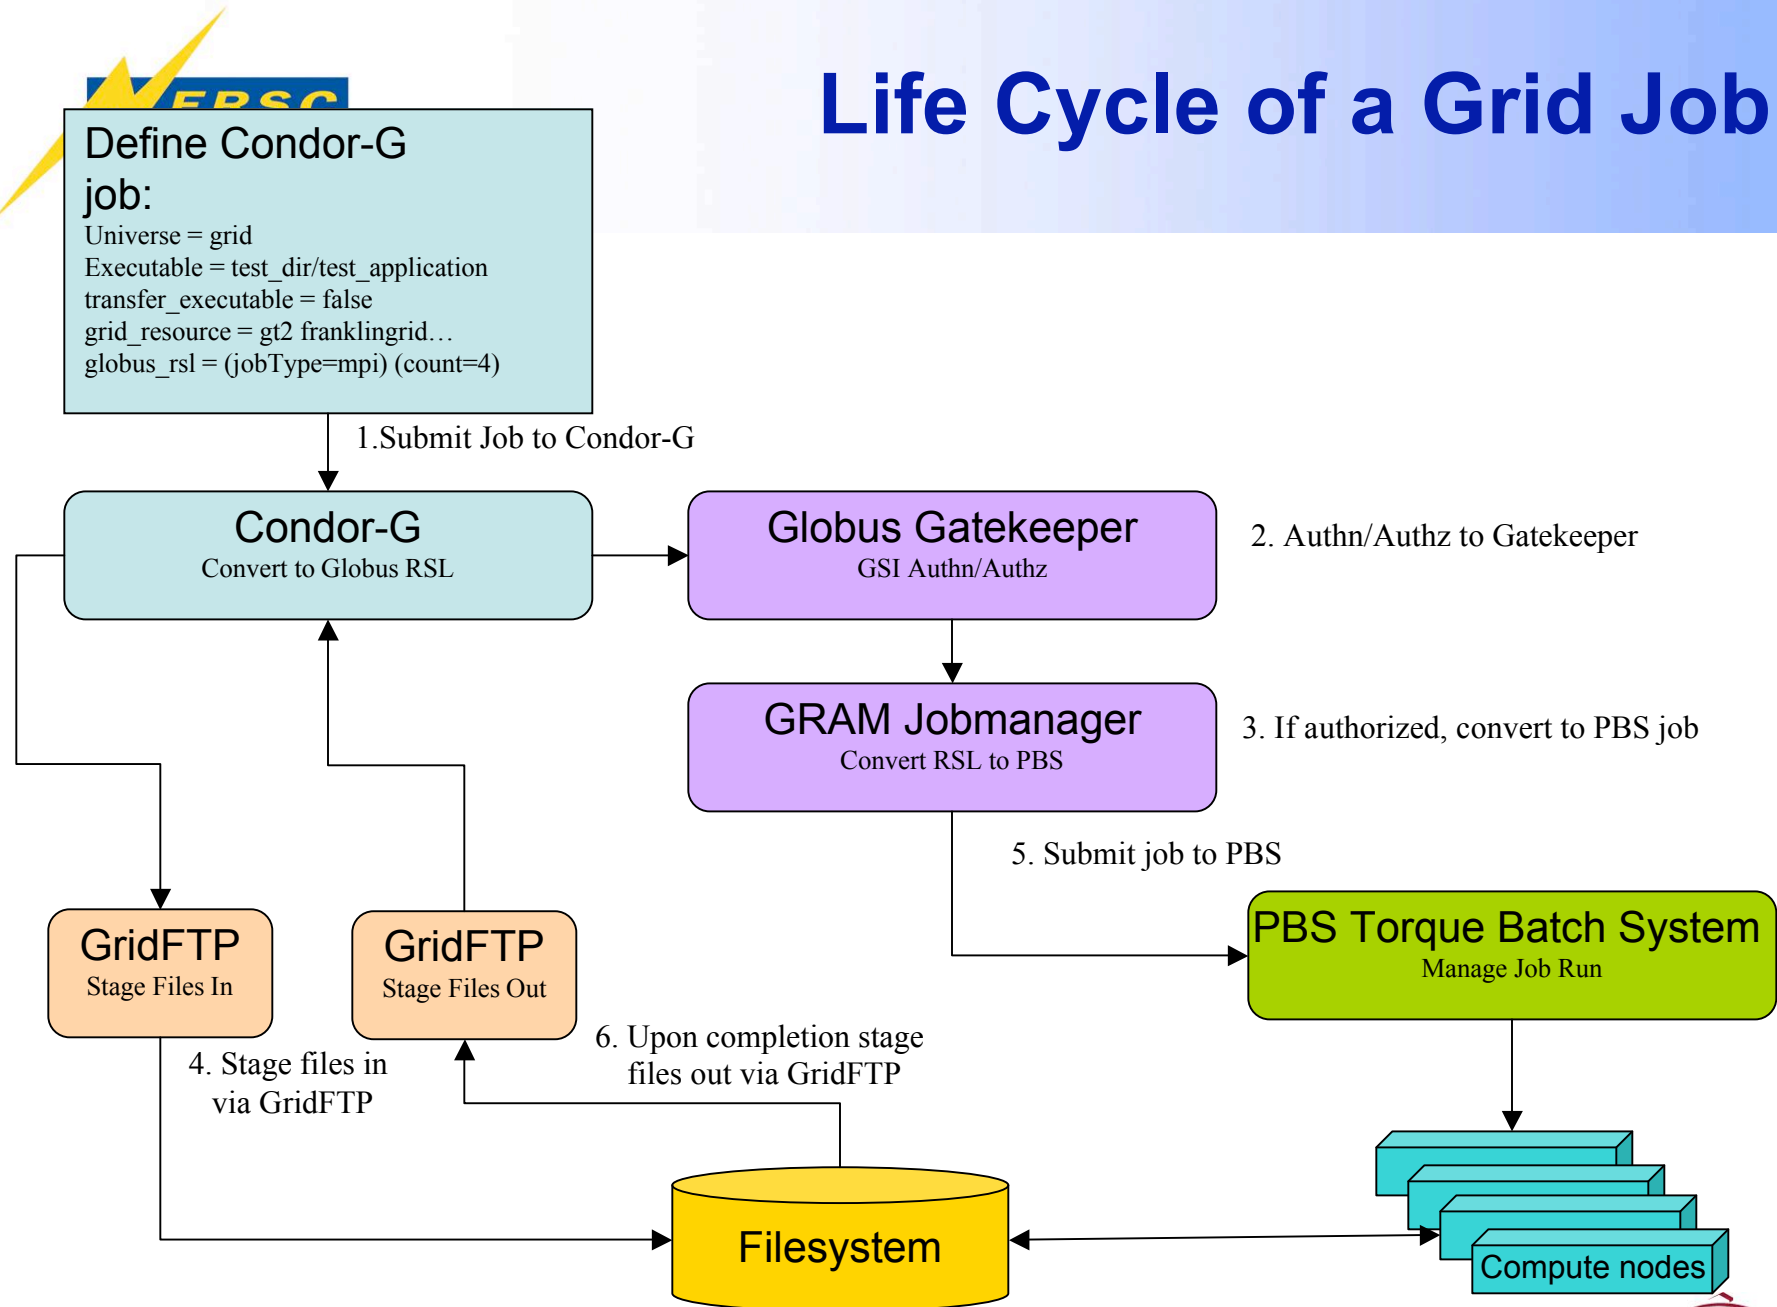 NERSC
Life Cycle of a Grid Job
Define Condor-G
job:
Universe = grid
Executable = test_dir/test_application
transfer_executable = false
grid_resource = gt2 franklingrid…
globus_rsl = (jobType=mpi) (count=4)
1.Submit Job to Condor-G
Condor-G
Convert to Globus RSL
Globus Gatekeeper
GSI Authn/Authz
2. Authn/Authz to Gatekeeper
GRAM Jobmanager
Convert RSL to PBS
3. If authorized, convert to PBS job
5. Submit job to PBS
GridFTP
Stage Files In
GridFTP
Stage Files Out
PBS Torque Batch System
Manage Job Run
4. Stage files in
via GridFTP
6. Upon completion stage
files out via GridFTP
Filesystem
Compute nodes